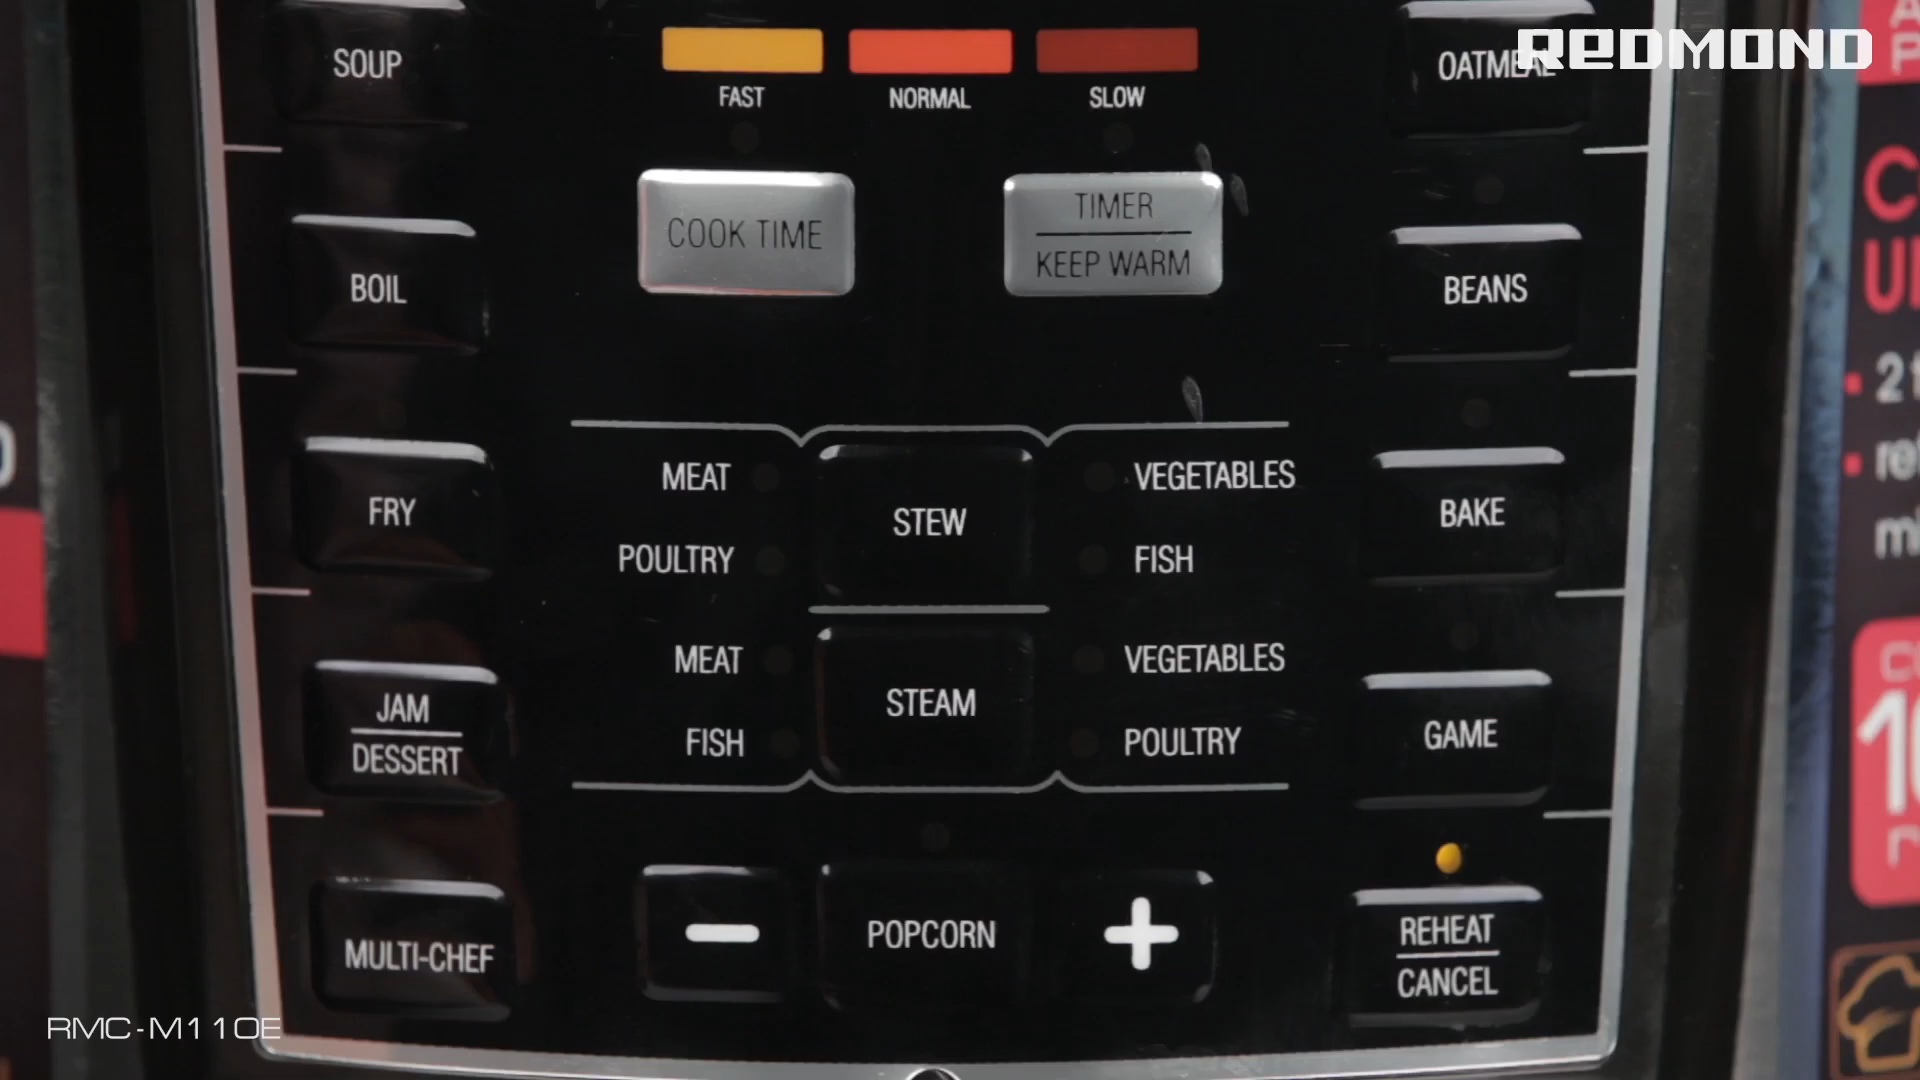 REDMOND
SOUP
FAST
NORMAL
SLOW
OATMEAL
COOK TIME
TIMER
KEEP WARM
BOIL
BEANS
MEAT
STEW
VEGETABLES
POULTRY
FISH
FRY
BAKE
MEAT
STEAM
VEGETABLES
FISH
POULTRY
JAM
DESSERT
GAME
MULTI-CHEF
POPCORN
REHEAT
CANCEL
RMC-M110E